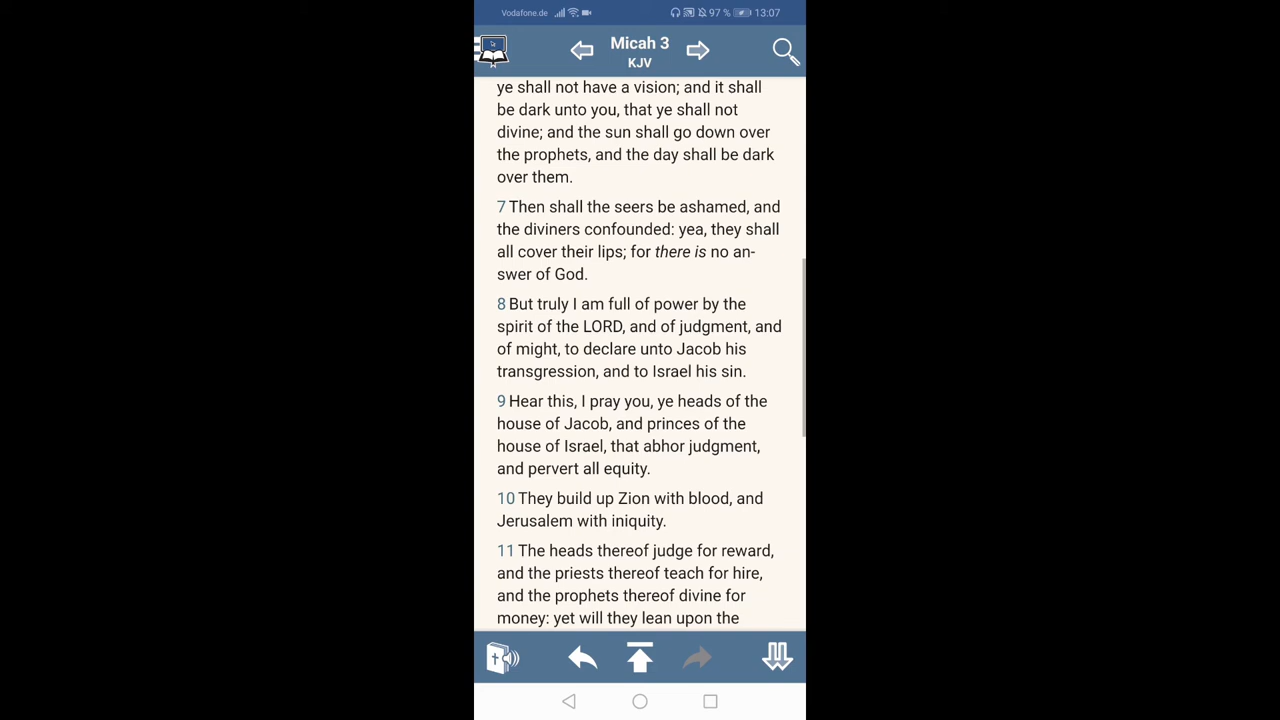 Vodafone.de 97 % 13:07
Micah 3
KJV
ye shall not have a vision; and it shall
be dark unto you, that ye shall not
divine; and the sun shall go down over
the prophets, and the day shall be dark
over them.
7 Then shall the seers be ashamed, and
the diviners confounded: yea, they shall
all cover their lips; for there is no an-
swer of God.
8 But truly I am full of power by the
spirit of the LORD, and of judgment, and
of might, to declare unto Jacob his
transgression, and to Israel his sin.
9 Hear this, I pray you, ye heads of the
house of Jacob, and princes of the
house of Israel, that abhor judgment,
and pervert all equity.
10 They build up Zion with blood, and
Jerusalem with iniquity.
11 The heads thereof judge for reward,
and the priests thereof teach for hire,
and the prophets thereof divine for
money: yet will they lean upon the